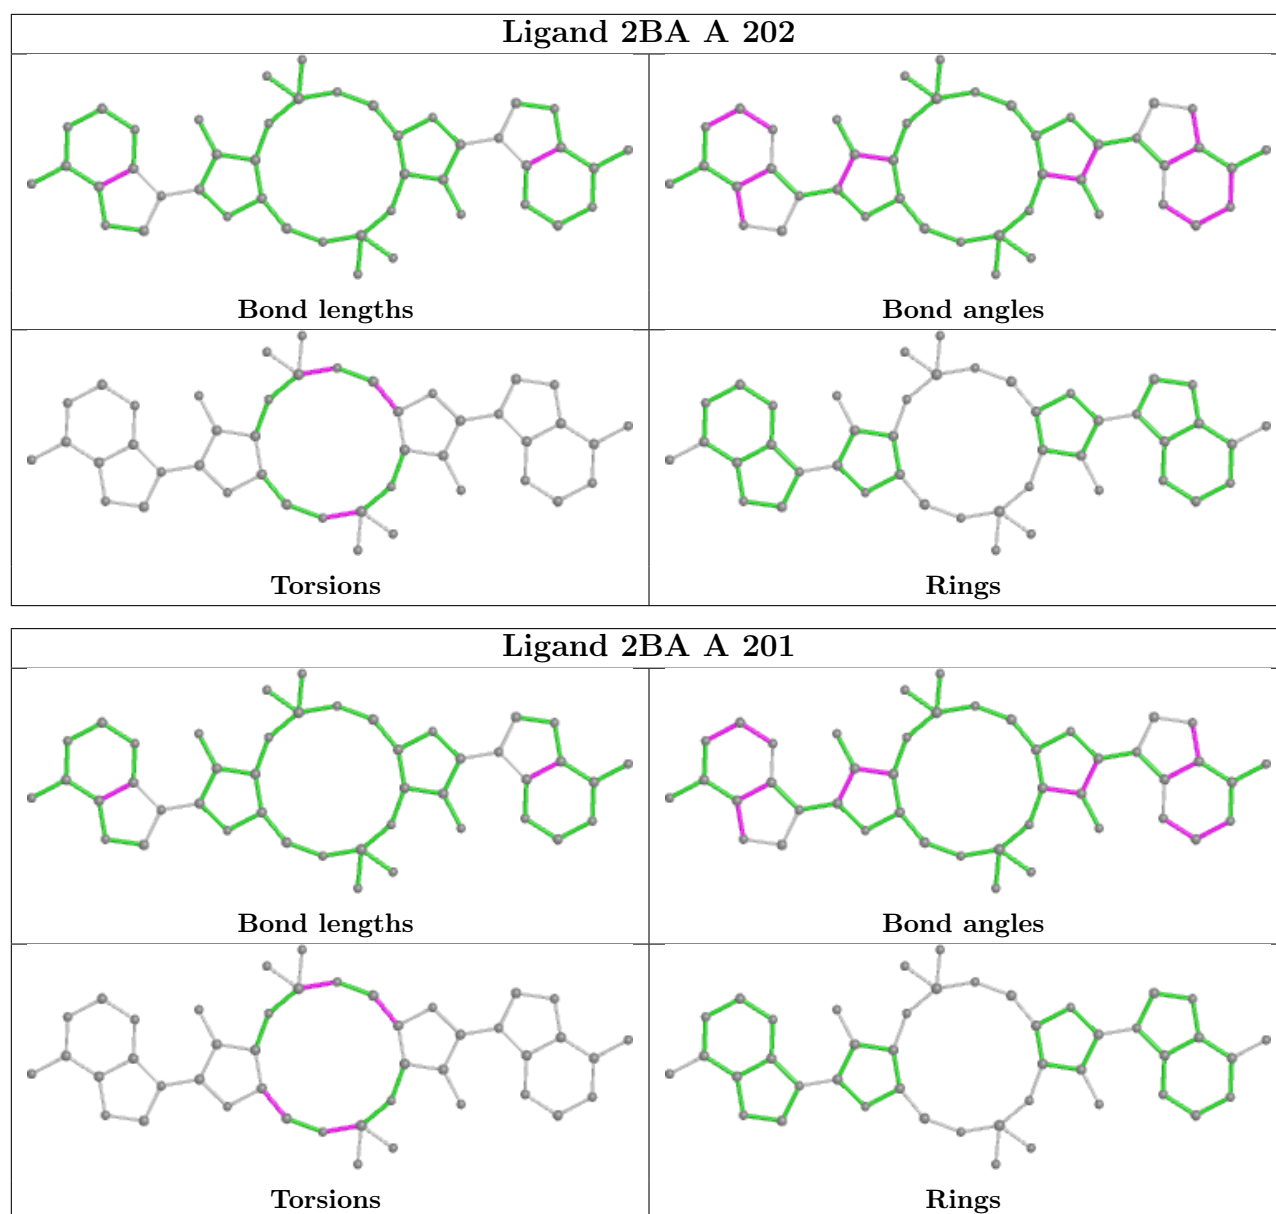 Ligand 2BA A 202
Bond lengths
Bond angles
Torsions
Rings
Ligand 2BA A 201
Bond lengths
Bond angles
Torsions
Rings